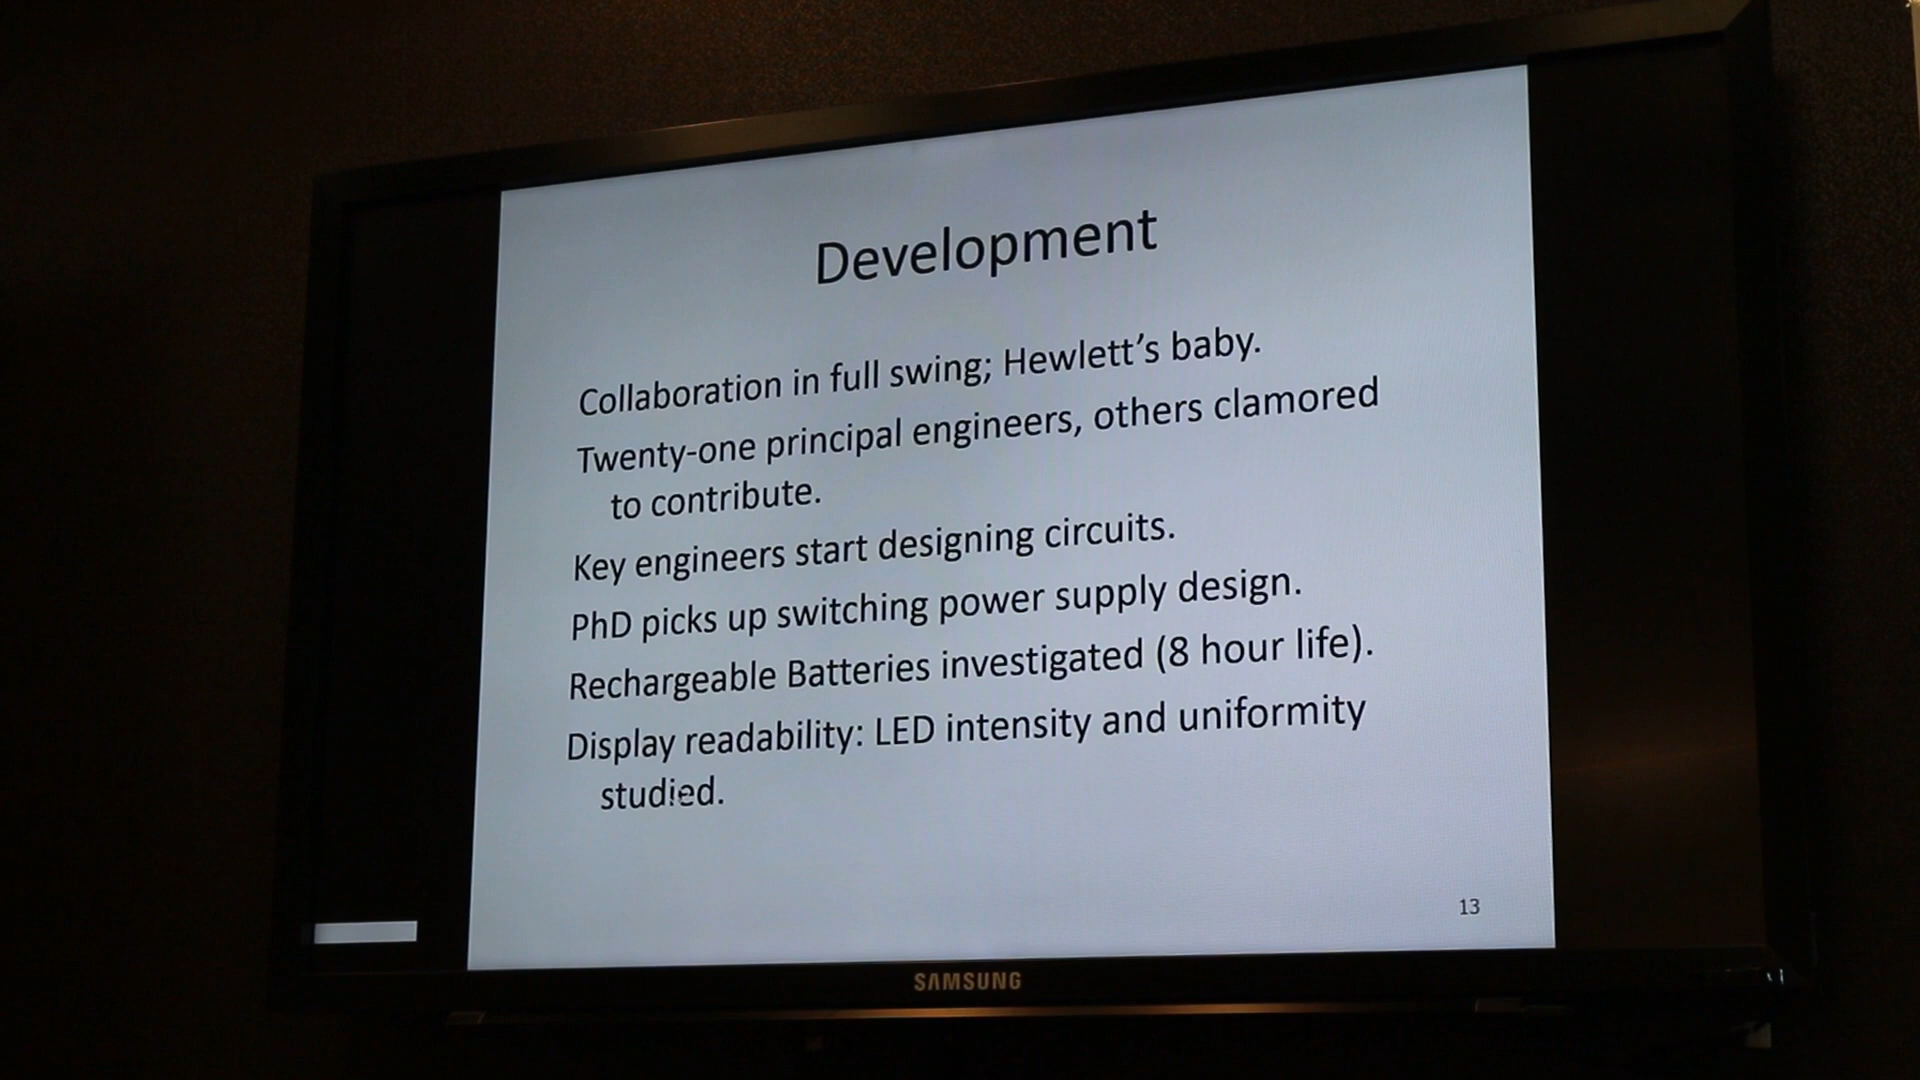 Development
Collaboration in full swing; Hewlett's baby.
Twenty-one principal engineers, others clamored
to contribute.
Key engineers start designing circuits.
PhD picks up switching power supply design.
Rechargeable Batteries investigated (8 hour life).
Display readability: LED intensity and uniformity
studied.
13
SAMSUNG